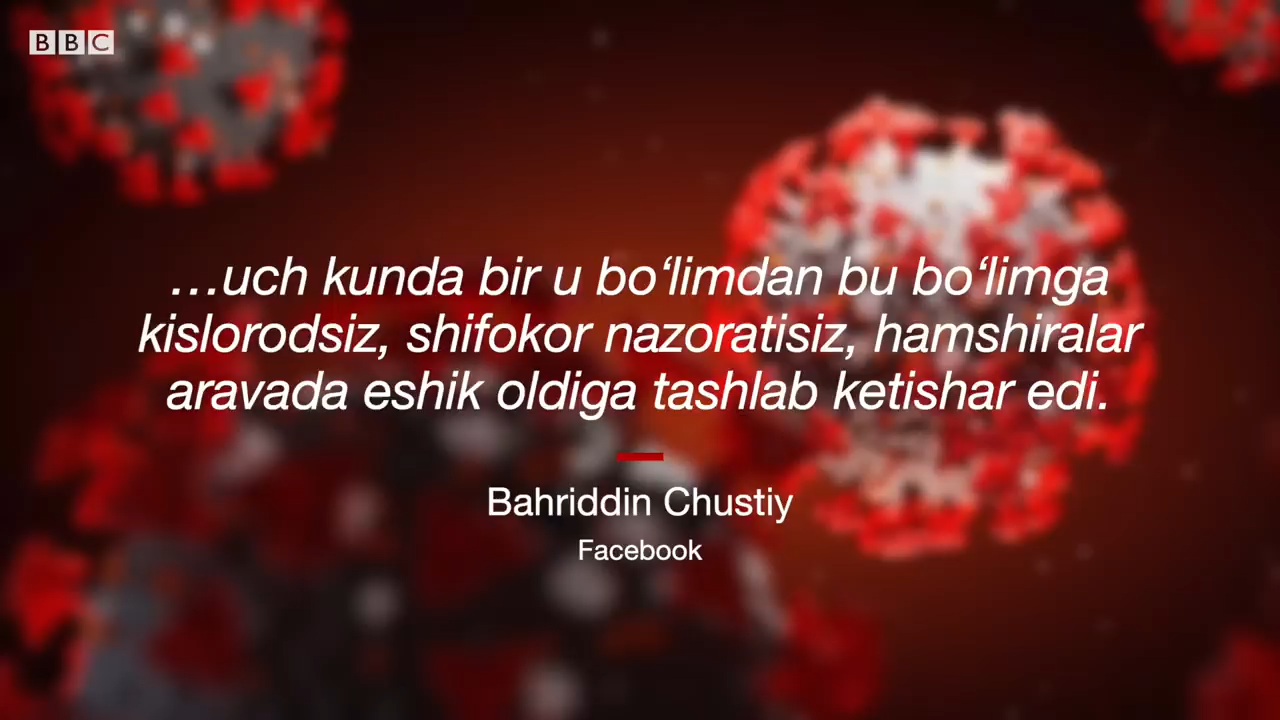 BBC
…uch kunda bir u bo‘limdan bu bo‘limga
kislorodsiz, shifokor nazoratisiz, hamshiralar
aravada eshik oldiga tashlab ketishar edi.
Bahriddin Chustiy
Facebook